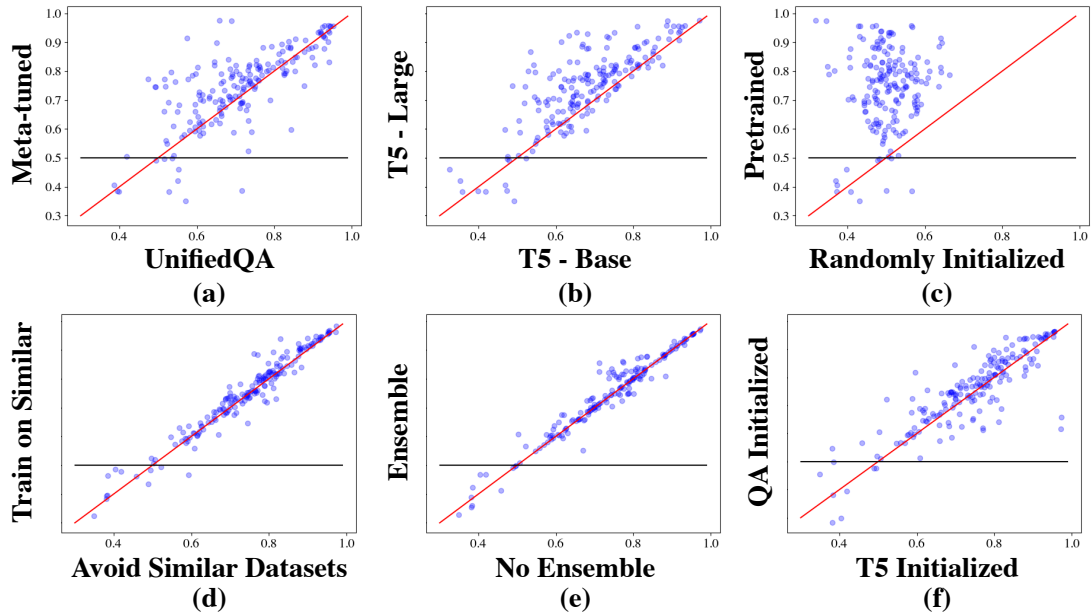 Meta-tuned
1.0
0.9
0.8
0.7
0.6
0.5
0.4
0.3
0.4 0.6 0.8 1.0
UnifiedQA
(a)
T5 - Large
0.4 0.6 0.8 1.0
T5 - Base
(b)
Pretrained
1.0
0.9
0.8
0.7
0.6
0.5
0.4
0.3
0.4 0.6 0.8 1.0
Randomly Initialized
(c)
Train on Similar
0.4 0.6 0.8 1.0
Avoid Similar Datasets
(d)
Ensemble
0.4 0.6 0.8 1.0
No Ensemble
(e)
QA Initialized
0.4 0.6 0.8 1.0
T5 Initialized
(f)